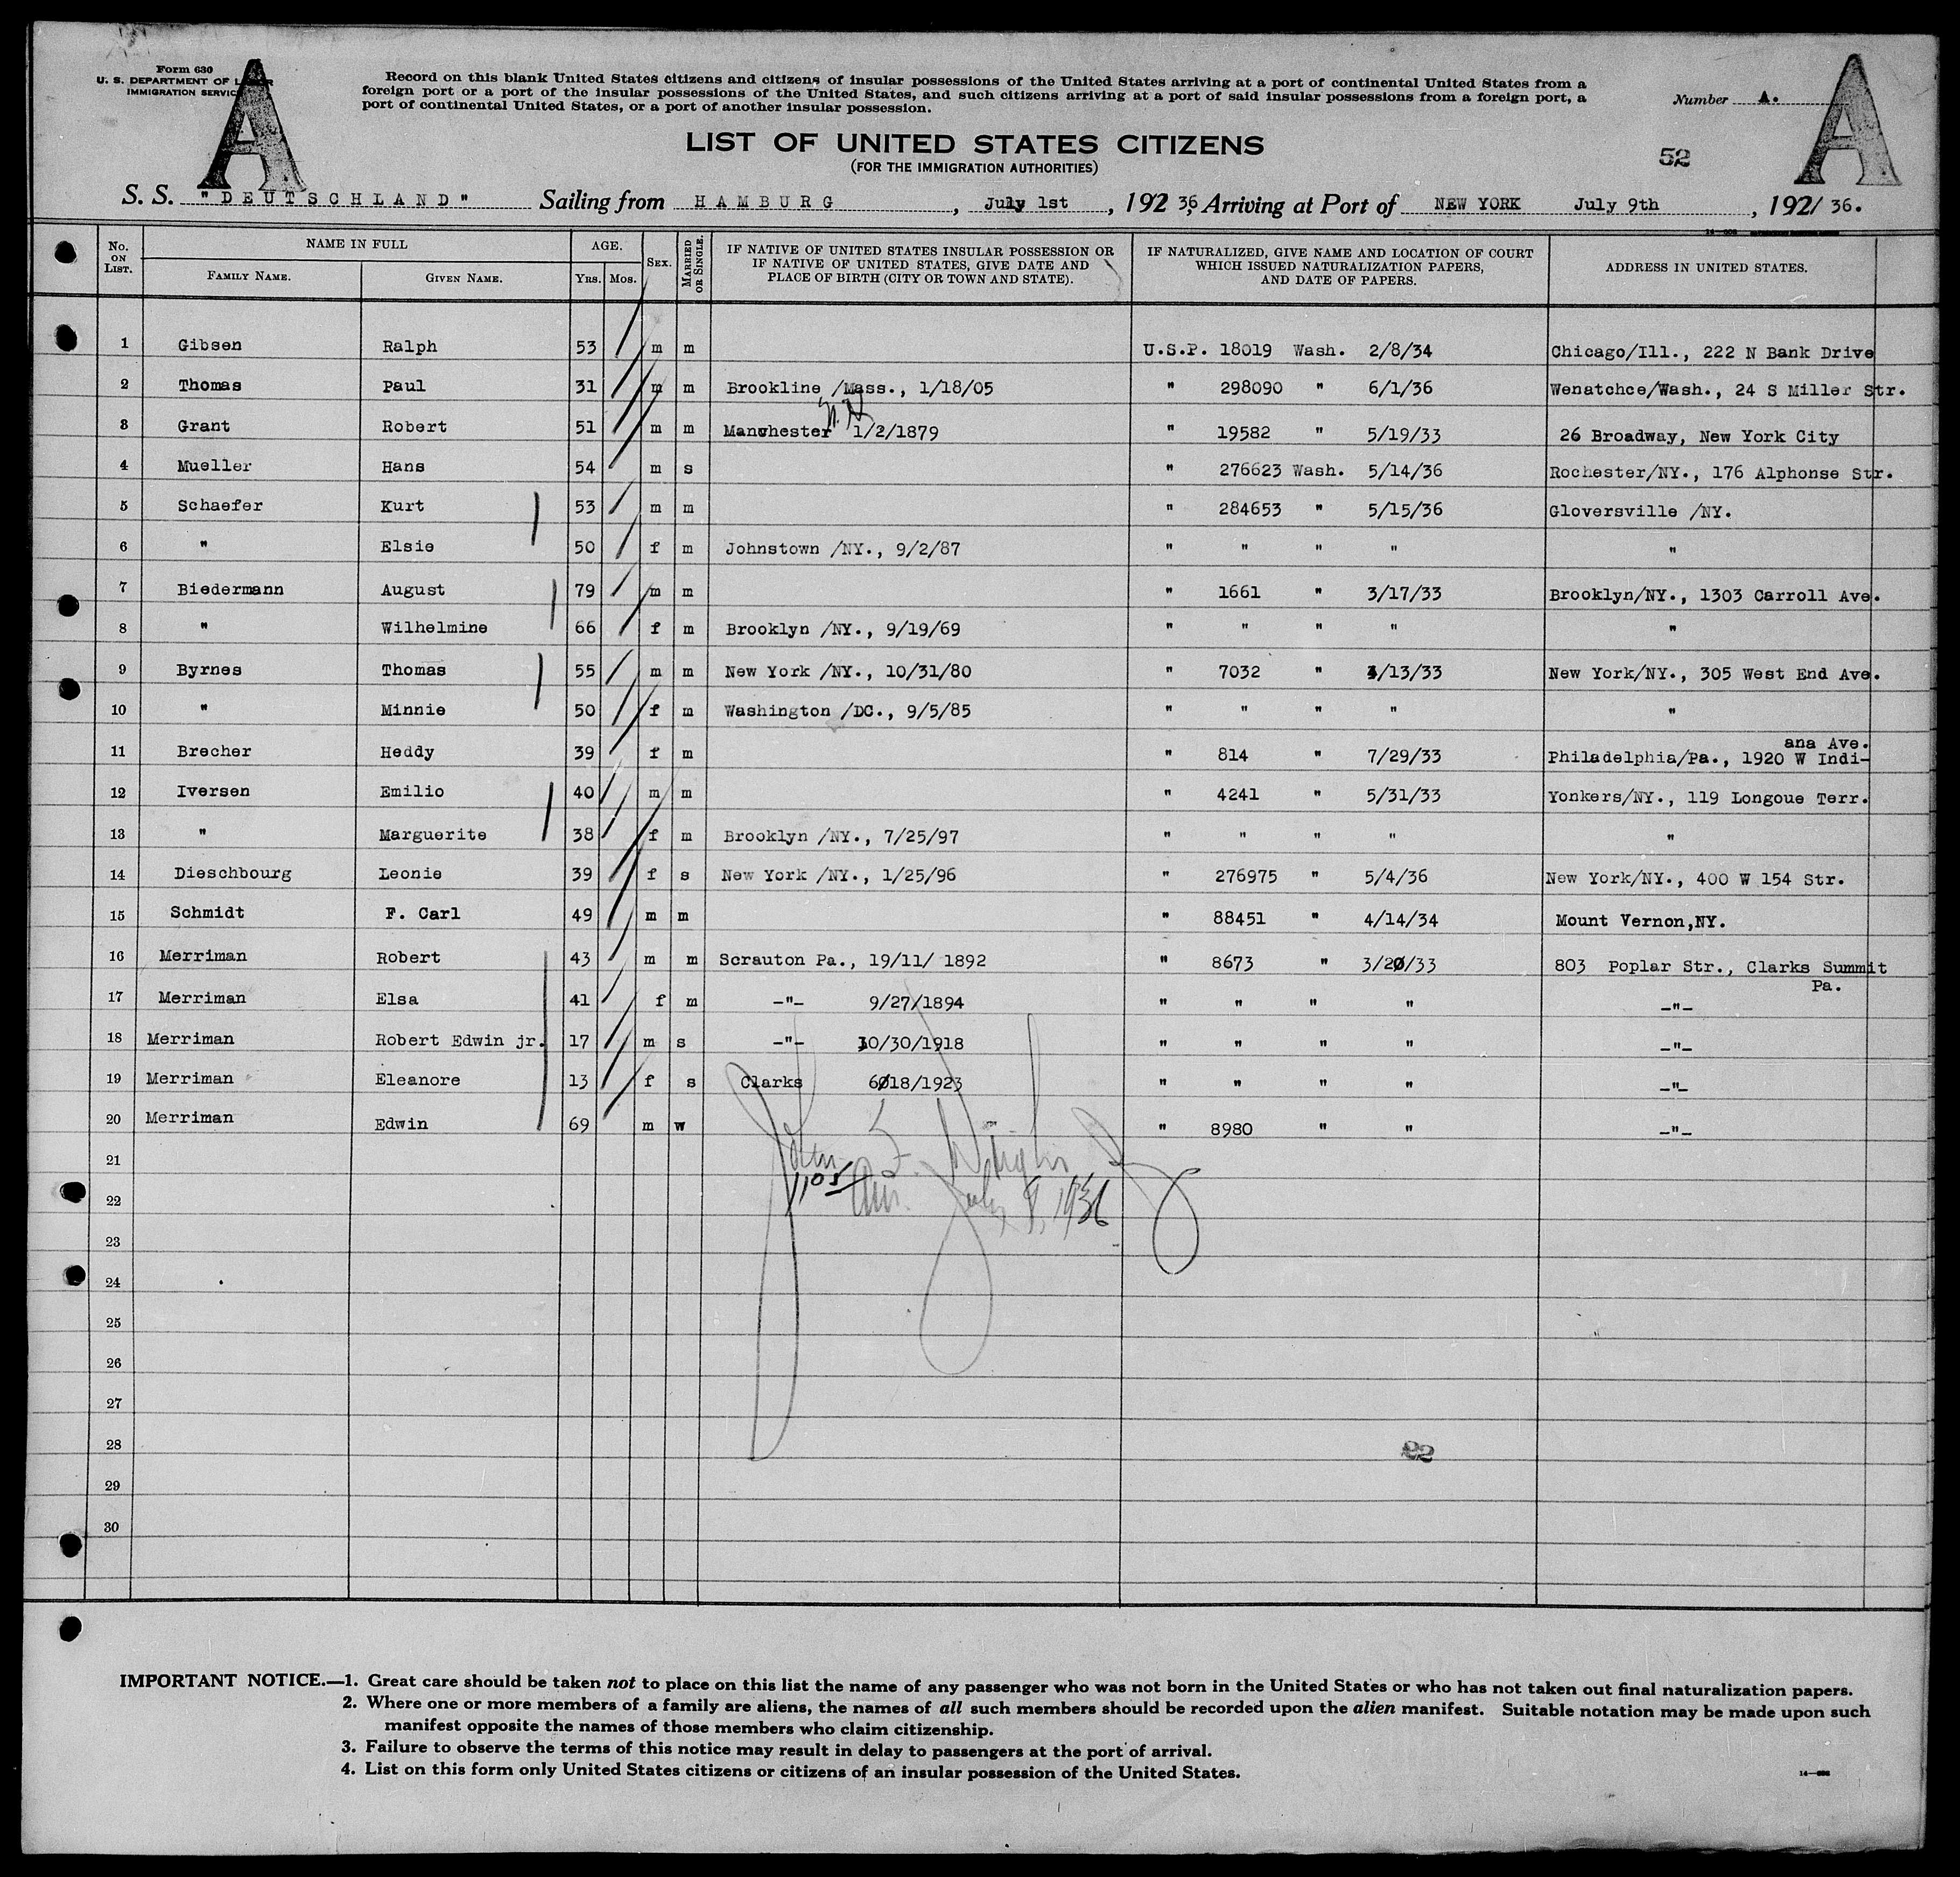 Form 630
U. S. DEPARTMENT OF LABOR
IMMIGRATION SERVICE
A
Record on this blank United States citizens and citizens of insular possessions of the United States arriving at a port of continental United States from a
foreign port or a port of the insular possessions of the United States, and such citizens arriving at a port of said insular possessions from a foreign port, a
port of continental United States, or a port of another insular possession.
Number A.
A
LIST OF UNITED STATES CITIZENS
(FOR THE IMMIGRATION AUTHORITIES)
52
S. S. "DEUTSCHLAND" Sailing from HAMBURG, July 1st, 192 36, Arriving at Port of NEW YORK July 9th, 192/ 36.
No. ON LIST. NAME IN FULL AGE. SEX. MARRIED OR SINGLE. IF NATIVE OF UNITED STATES INSULAR POSSESSION OR IF NATIVE OF UNITED STATES, GIVE DATE AND PLACE OF BIRTH (CITY OR TOWN AND STATE). IF NATURALIZED, GIVE NAME AND LOCATION OF COURT WHICH ISSUED NATURALIZATION PAPERS, AND DATE OF PAPERS. ADDRESS IN UNITED STATES.
FAMILY NAME. GIVEN NAME. YRS. MOS.
1 Gibsen Ralph 53 m m U.S.P. 18019 Wash. 2/8/34 Chicago/Ill., 222 N Bank Drive
2 Thomas Paul 31 m m Brookline /Mass., 1/18/05 " 298090 " 6/1/36 Wenatchce/Wash., 24 S Miller Str.
3 Grant Robert 51 m m Manchester N.H 1/2/1879 " 19582 " 5/19/33 26 Broadway, New York City
4 Mueller Hans 54 m s " 276623 Wash. 5/14/36 Rochester/NY., 176 Alphonse Str.
5 Schaefer Kurt 53 m m " 284653 " 5/15/36 Gloversville /NY.
6 " Elsie 50 f m Johnstown /NY., 9/2/87 " " " " "
7 Biedermann August 79 m m " 1661 " 3/17/33 Brooklyn/NY., 1303 Carroll Ave.
8 " Wilhelmine 66 f m Brooklyn /NY., 9/19/69 " " " " "
9 Byrnes Thomas 55 m m New York /NY., 10/31/80 " 7032 " /13/33 New York/NY., 305 West End Ave.
10 " Minnie 50 f m Washington /DC., 9/5/85 " " " " "
11 Brecher Heddy 39 f m " 814 " 7/29/33 Philadelphia/Pa., 1920 W Indi-
ana Ave.
12 Iversen Emilio 40 m m " 4241 " 5/31/33 Yonkers/NY., 119 Longoue Terr.
13 " Marguerite 38 f m Brooklyn /NY., 7/25/97 " " " " "
14 Dieschbourg Leonie 39 f s New York /NY., 1/25/96 " 276975 " 5/4/36 New York/NY., 400 W 154 Str.
15 Schmidt F. Carl 49 m m " 88451 " 4/14/34 Mount Vernon,NY.
16 Merriman Robert 43 m m Scrauton Pa., 19/11/ 1892 " 8673 " 3/20/33 803 Poplar Str., Clarks Summit
Pa.
17 Merriman Elsa 41 f m -"- 9/27/1894 " " " " -"-
18 Merriman Robert Edwin jr. 17 m s -"- 10/30/1918 " " " " -"-
19 Merriman Eleanore 13 f s Clarks 6/18/1923 " " " " -"-
20 Merriman Edwin 69 m w " 8980 " " -"-
21
22 July 9, 1936
23
24
25
26
27
28
29
30
IMPORTANT NOTICE.—1. Great care should be taken not to place on this list the name of any passenger who was not born in the United States or who has not taken out final naturalization papers.
2. Where one or more members of a family are aliens, the names of all such members should be recorded upon the alien manifest. Suitable notation may be made upon such
manifest opposite the names of those members who claim citizenship.
3. Failure to observe the terms of this notice may result in delay to passengers at the port of arrival.
4. List on this form only United States citizens or citizens of an insular possession of the United States.